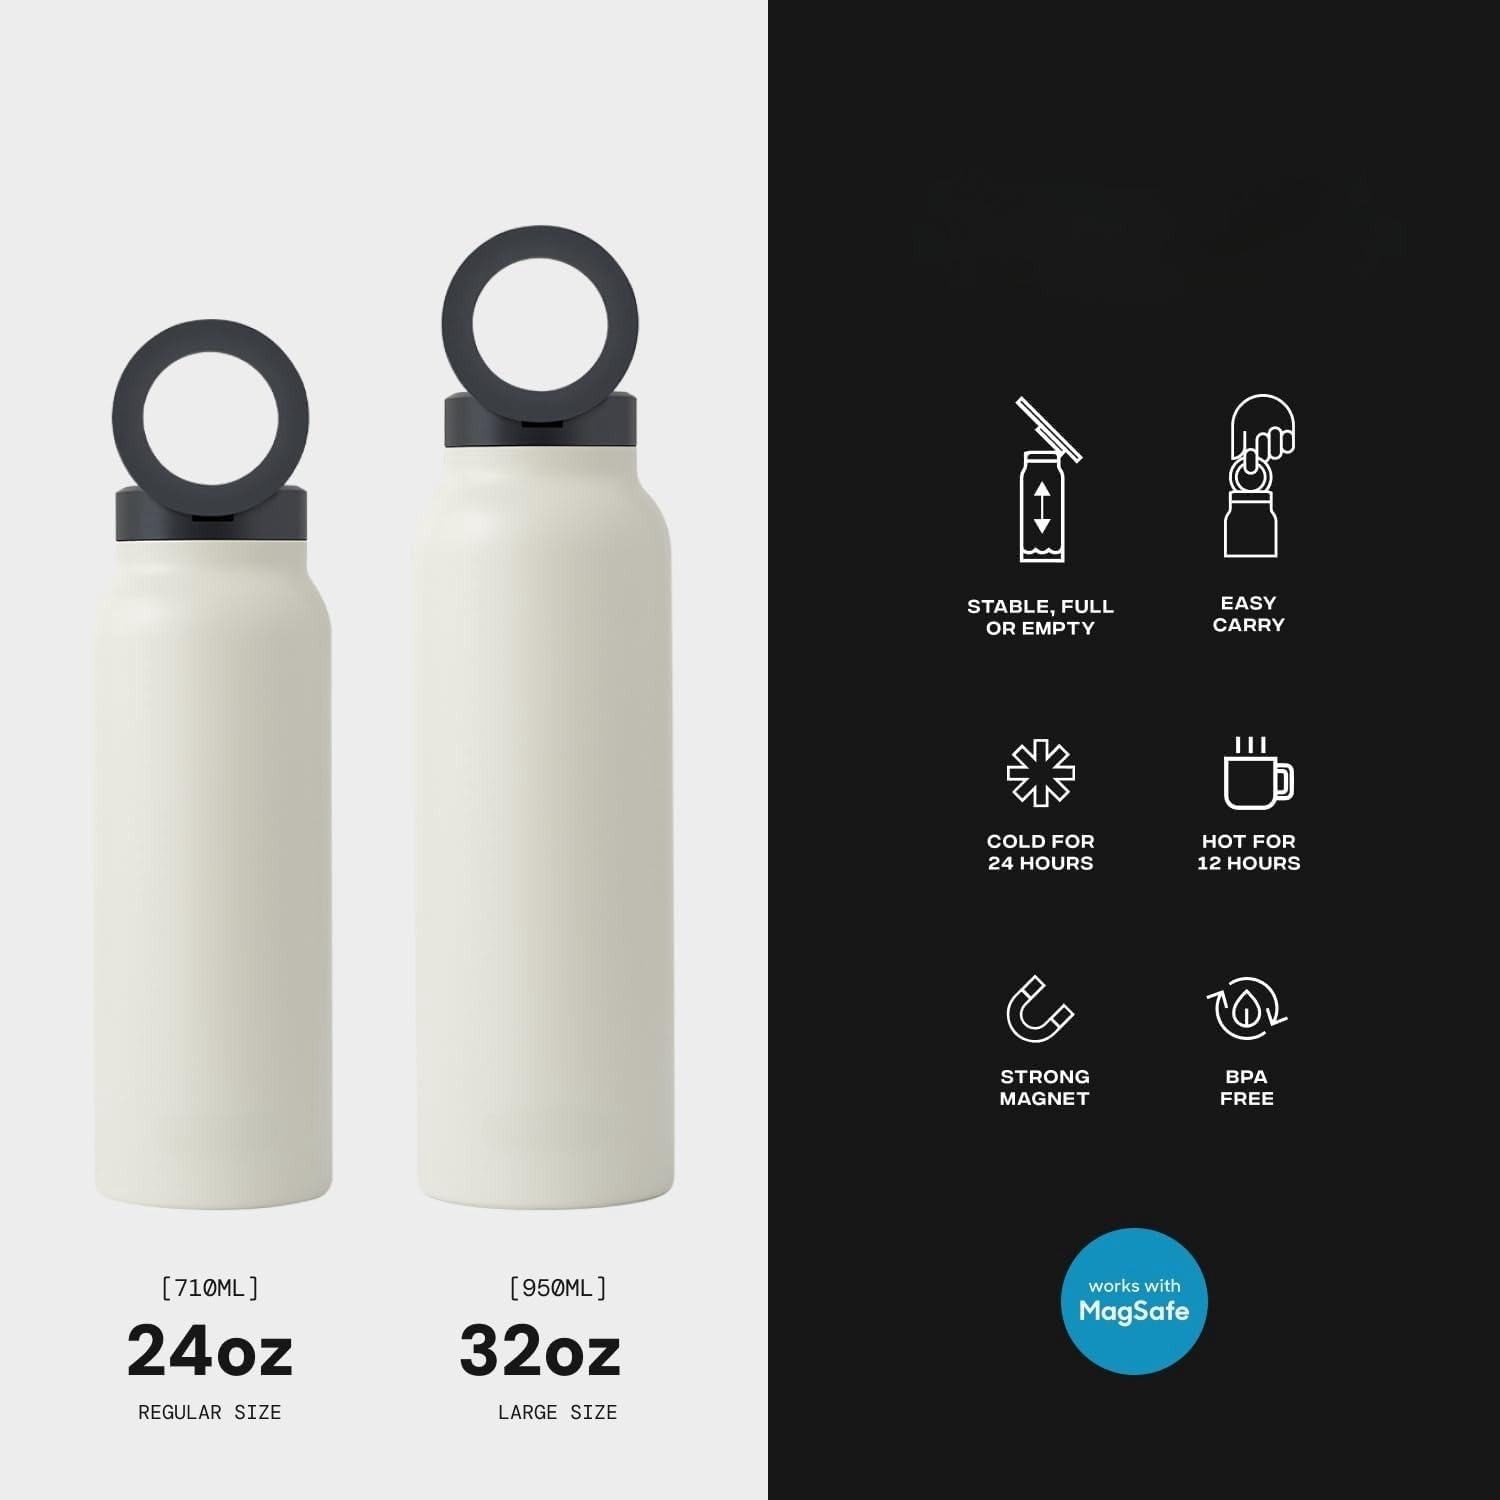 [710ML]
24oz
REGULAR SIZE
[950ML]
32oz
LARGE SIZE
STABLE, FULL
OR EMPTY
EASY
CARRY
COLD FOR
24 HOURS
HOT FOR
12 HOURS
STRONG
MAGNET
BPA
FREE
works with
MagSafe